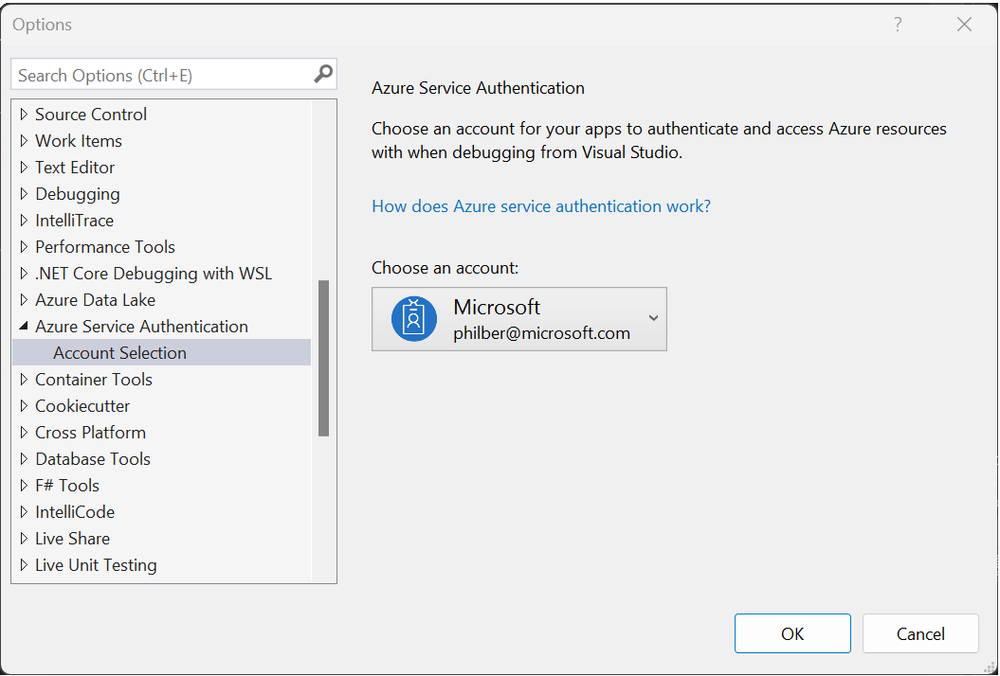 Options
?
Search Options (Ctrl+E)
Source Control
Work Items
Text Editor
Debugging
IntelliTrace
Performance Tools
.NET Core Debugging with WSL
Azure Data Lake
Azure Service Authentication
Account Selection
Container Tools
Cookiecutter
Cross Platform
Database Tools
F# Tools
IntelliCode
Live Share
Live Unit Testing
Azure Service Authentication
Choose an account for your apps to authenticate and access Azure resources
with when debugging from Visual Studio.
How does Azure service authentication work?
Choose an account:
Microsoft
philber@microsoft.com
OK
Cancel